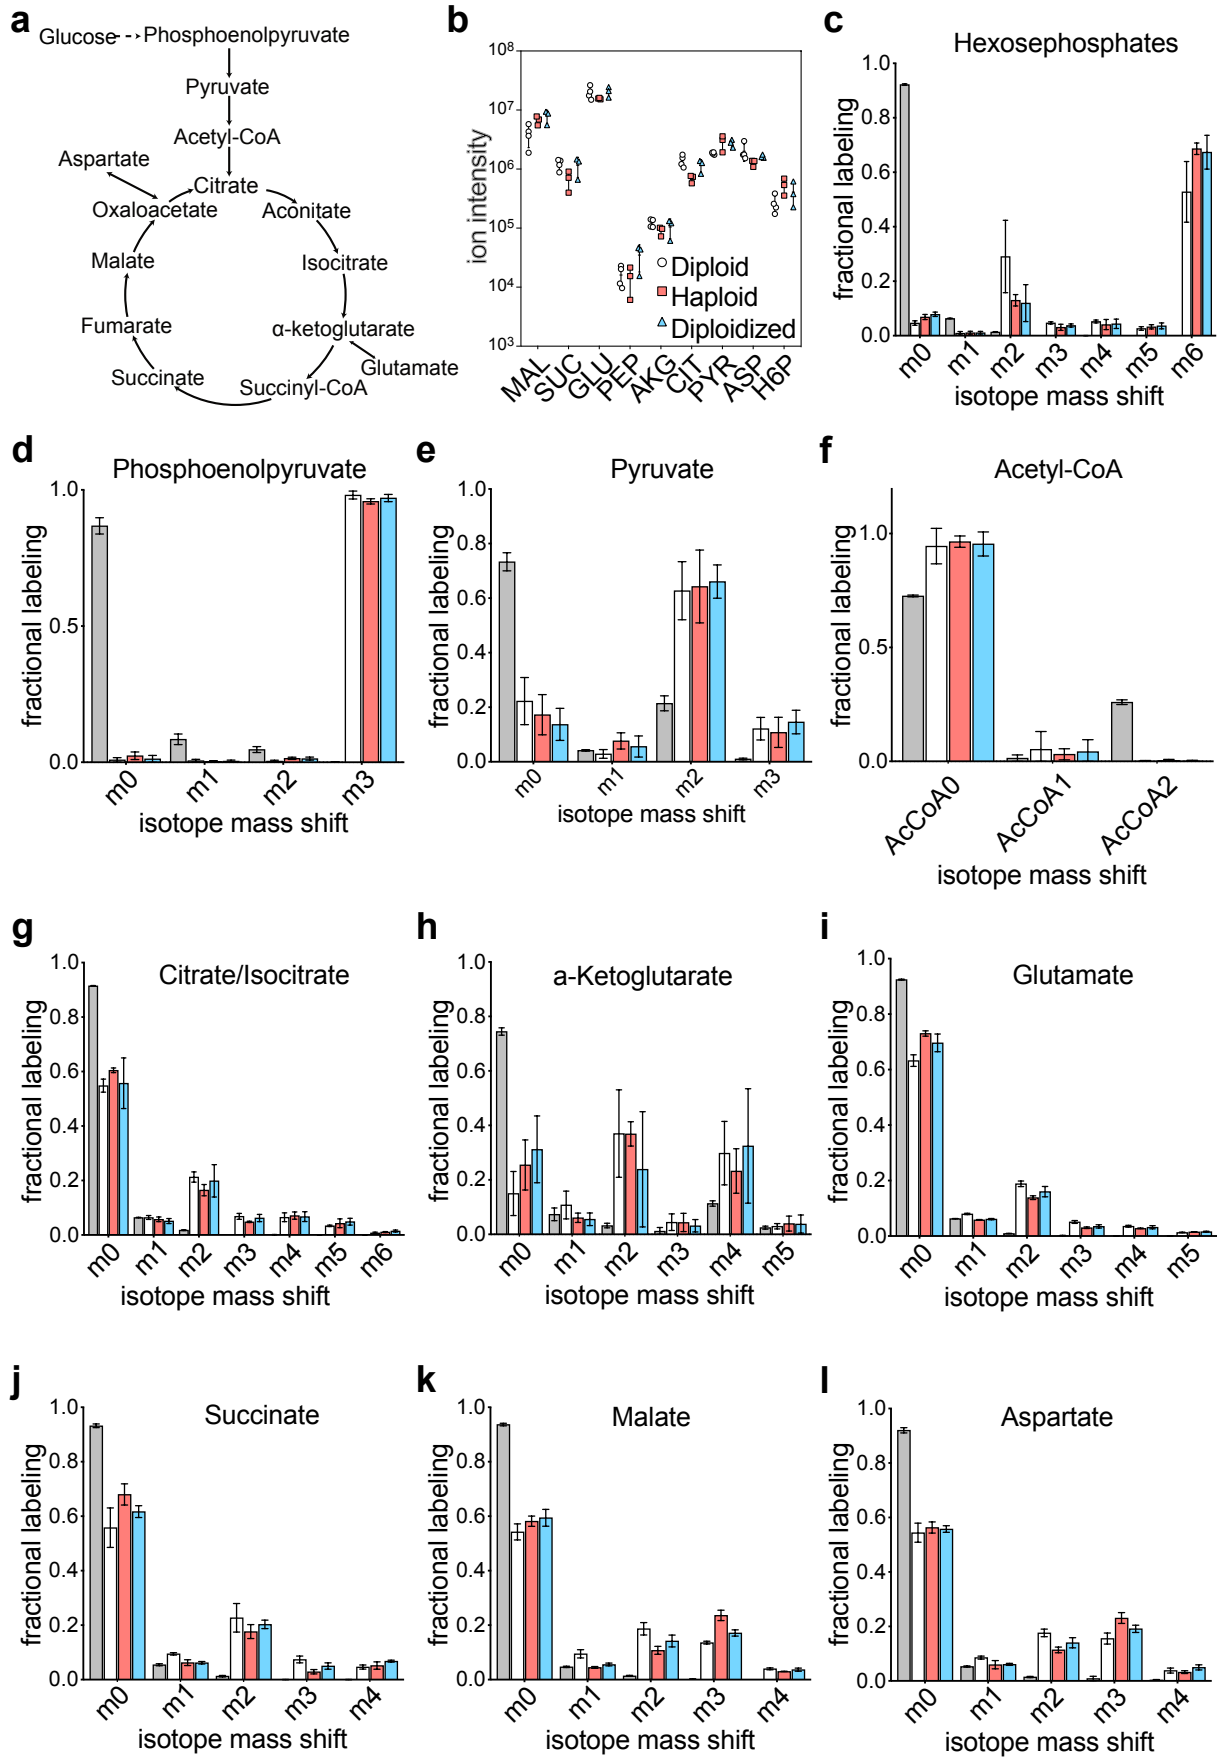 a
Glucose
Phosphoenolpyruvate
Pyruvate
Acetyl-CoA
Aspartate
Citrate
Oxaloacetate
Aconitate
Malate
Isocitrate
Fumarate
α-ketoglutarate
Glutamate
Succinate
Succinyl-CoA
b
ion intensity
10⁸
10⁷
10⁶
10⁵
10⁴
10³
Diploid
Haploid
Diploidized
MAL
SUC
GLU
PEP
AKG
CIT
PYR
ASP
H6P
c
Hexosephosphates
fractional labeling
1.0
0.8
0.6
0.4
0.2
0.0
m0
m1
m2
m3
m4
m5
m6
isotope mass shift
d
Phosphoenolpyruvate
fractional labeling
1.0
0.5
0.0
m0
m1
m2
m3
isotope mass shift
e
Pyruvate
fractional labeling
1.0
0.8
0.6
0.4
0.2
0.0
m0
m1
m2
m3
isotope mass shift
f
Acetyl-CoA
fractional labeling
1.0
0.5
0.0
AcCoA0
AcCoA1
AcCoA2
isotope mass shift
g
Citrate/Isocitrate
fractional labeling
1.0
0.8
0.6
0.4
0.2
0.0
m0
m1
m2
m3
m4
m5
m6
isotope mass shift
h
a-Ketoglutarate
fractional labeling
1.0
0.8
0.6
0.4
0.2
0.0
m0
m1
m2
m3
m4
m5
isotope mass shift
i
Glutamate
fractional labeling
1.0
0.8
0.6
0.4
0.2
0.0
m0
m1
m2
m3
m4
m5
isotope mass shift
j
Succinate
fractional labeling
1.0
0.8
0.6
0.4
0.2
0.0
m0
m1
m2
m3
m4
isotope mass shift
k
Malate
fractional labeling
1.0
0.8
0.6
0.4
0.2
0.0
m0
m1
m2
m3
m4
isotope mass shift
l
Aspartate
fractional labeling
1.0
0.8
0.6
0.4
0.2
0.0
m0
m1
m2
m3
m4
isotope mass shift